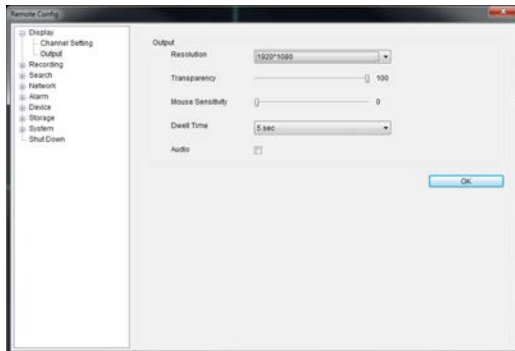 Remote Config
Display
Channel Setting
Output
Recording
Search
Network
Alarm
Device
Storage
System
Shut Down
Output
Resolution 1920*1080
Transparency 100
Mouse Sensitivity 0
Dwell Time 5 sec
Audio
OK